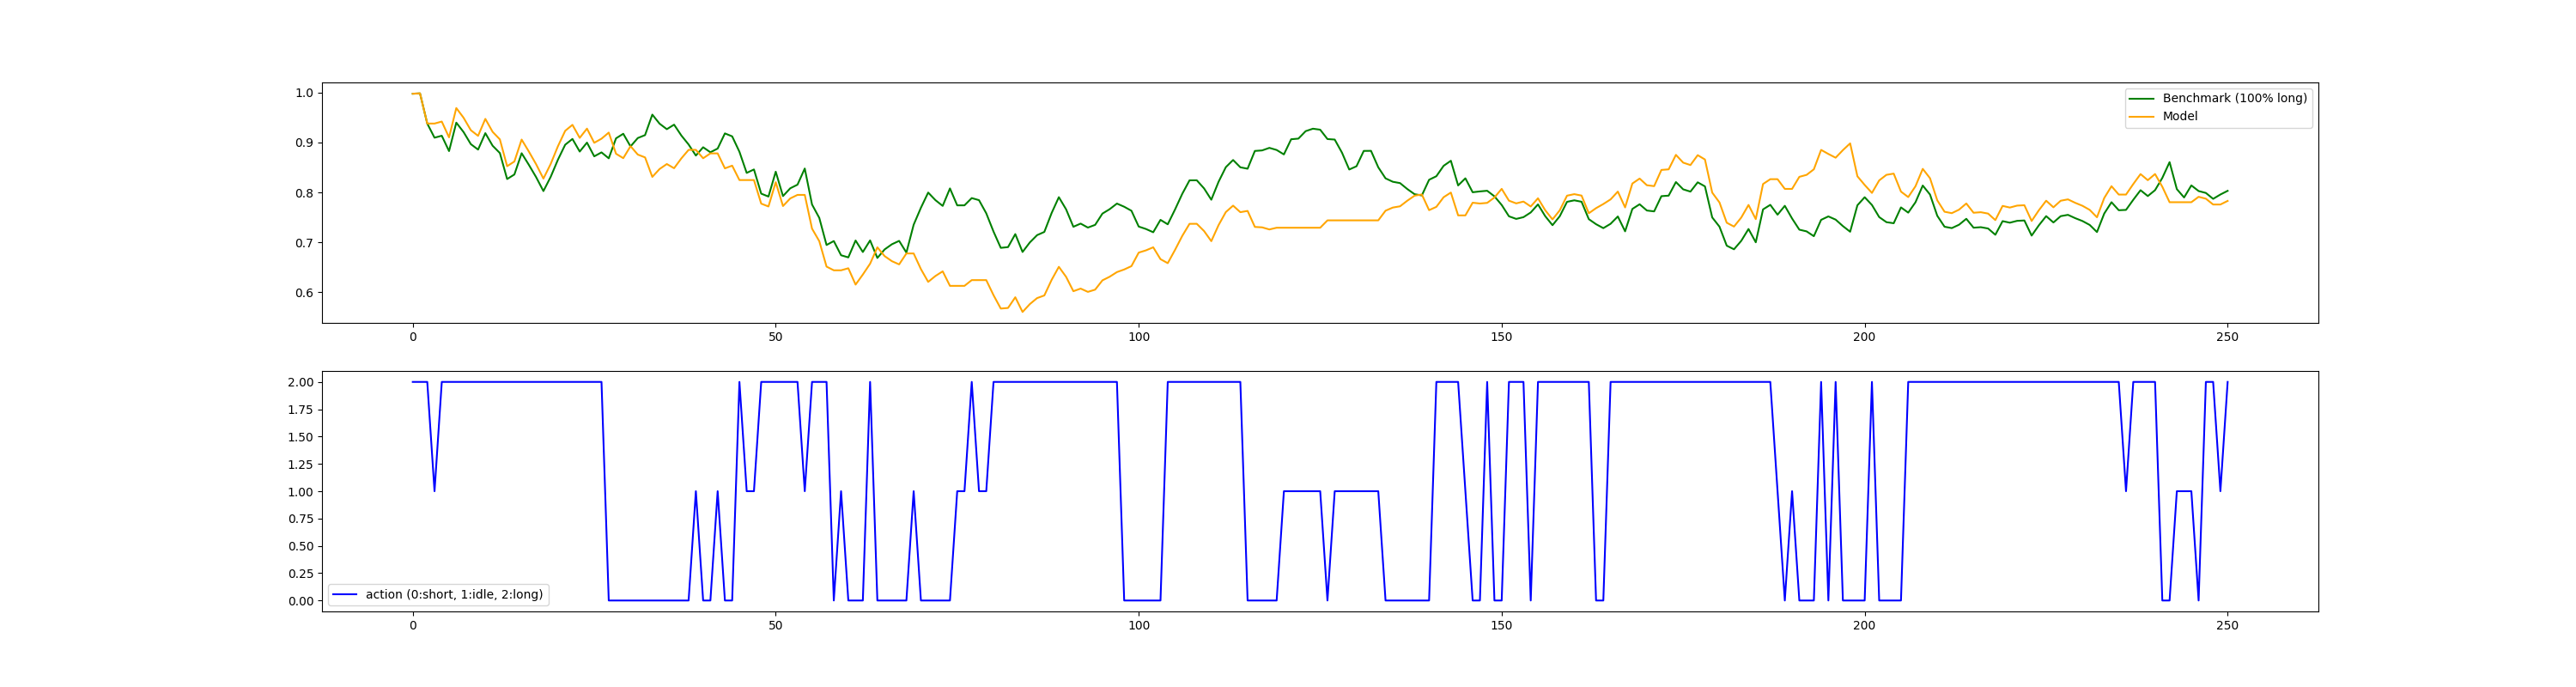 1.0
0.9
0.8
0.7
0.6
Benchmark (100% long)
Model
0 50 100 150 200 250
2.00
1.75
1.50
1.25
1.00
0.75
0.50
0.25
0.00
action (0:short, 1:idle, 2:long)
0 50 100 150 200 250